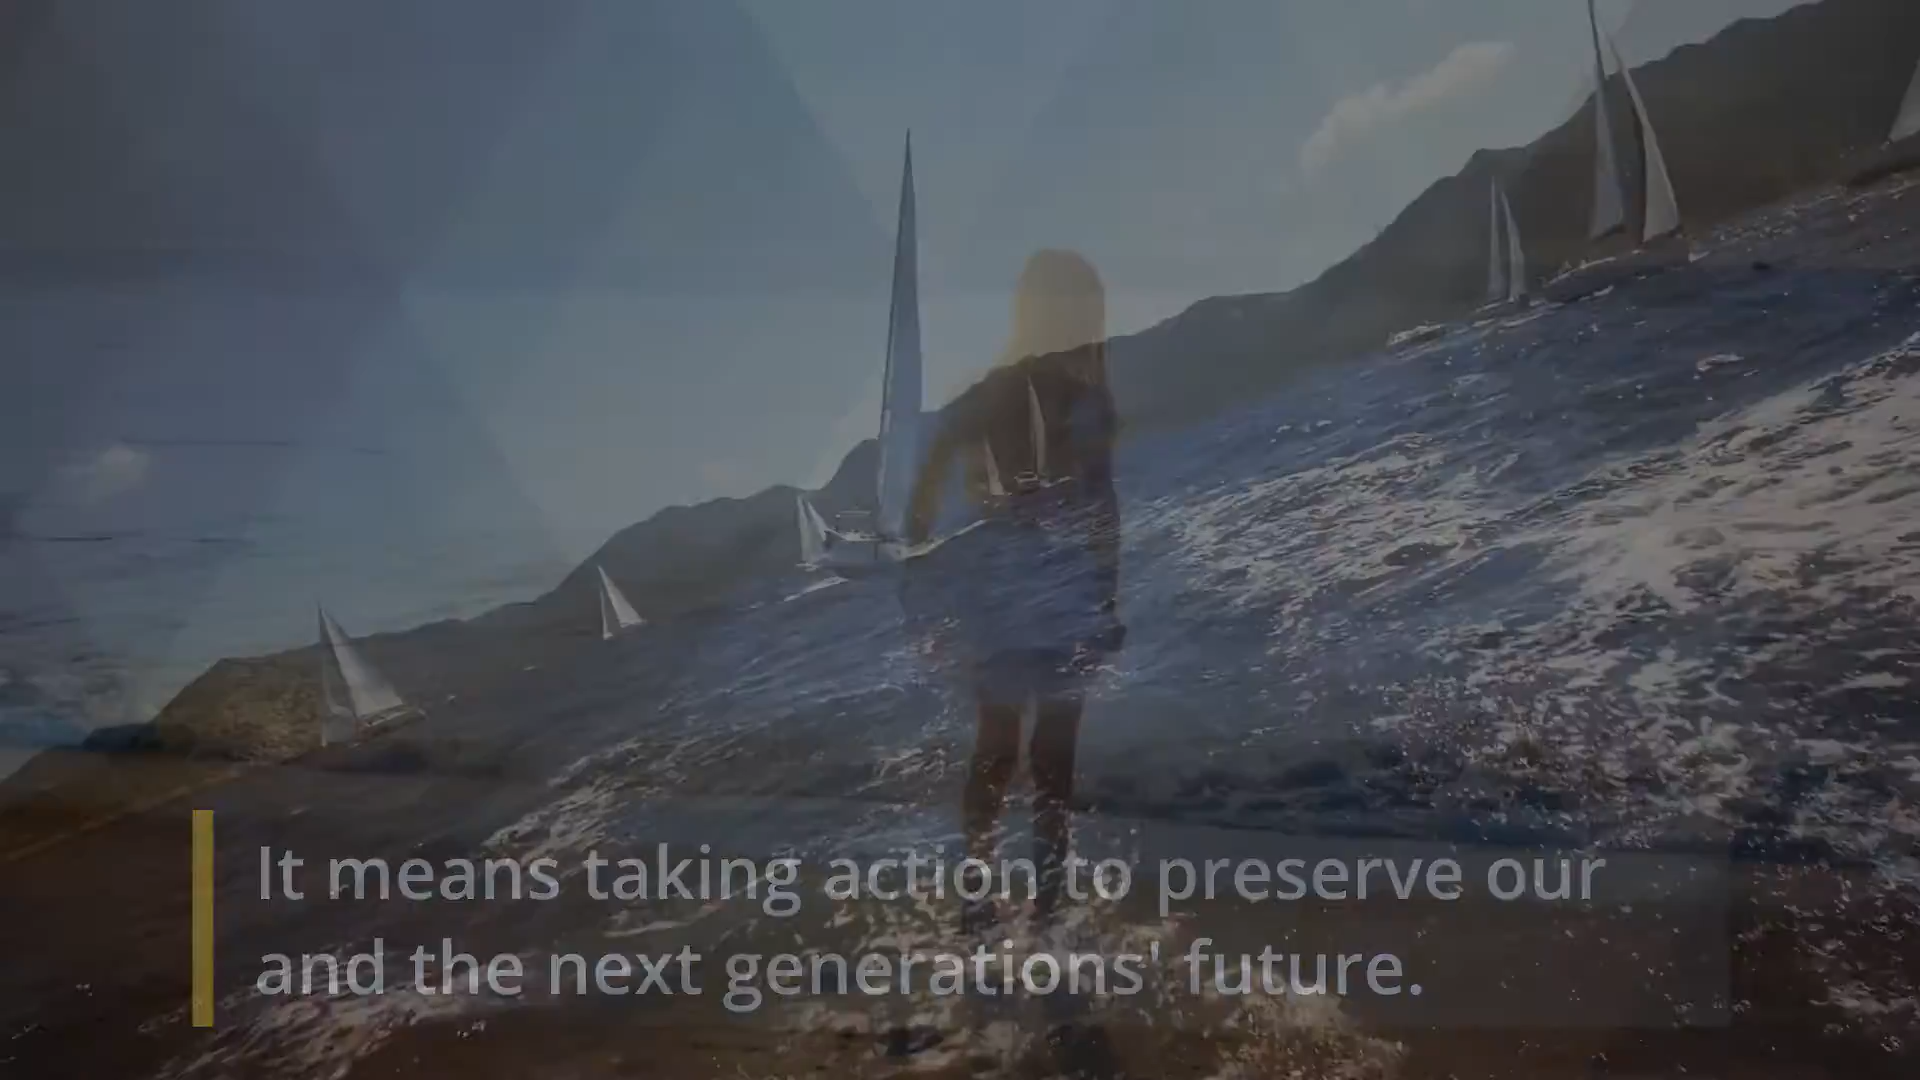 It means taking action to preserve our
and the next generations' future.